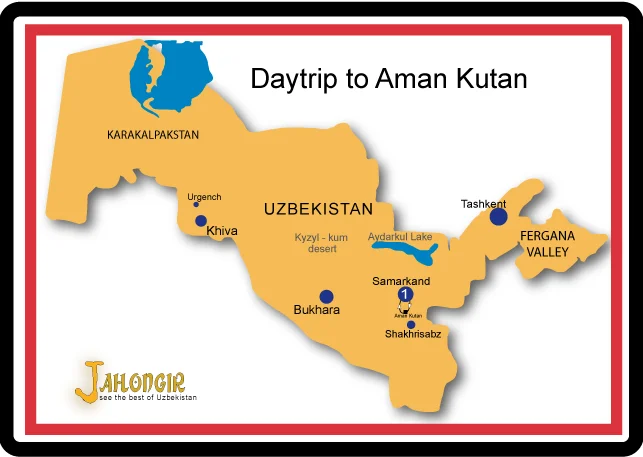 Daytrip to Aman Kutan
KARAKALPAKSTAN
Urgench
Khiva
UZBEKISTAN
Kyzyl - kum
desert
Aydarkul Lake
Tashkent
FERGANA
VALLEY
Samarkand
1
Aman Kutan
Bukhara
Shakhrisabz
JAHONGIR
see the best of Uzbekistan